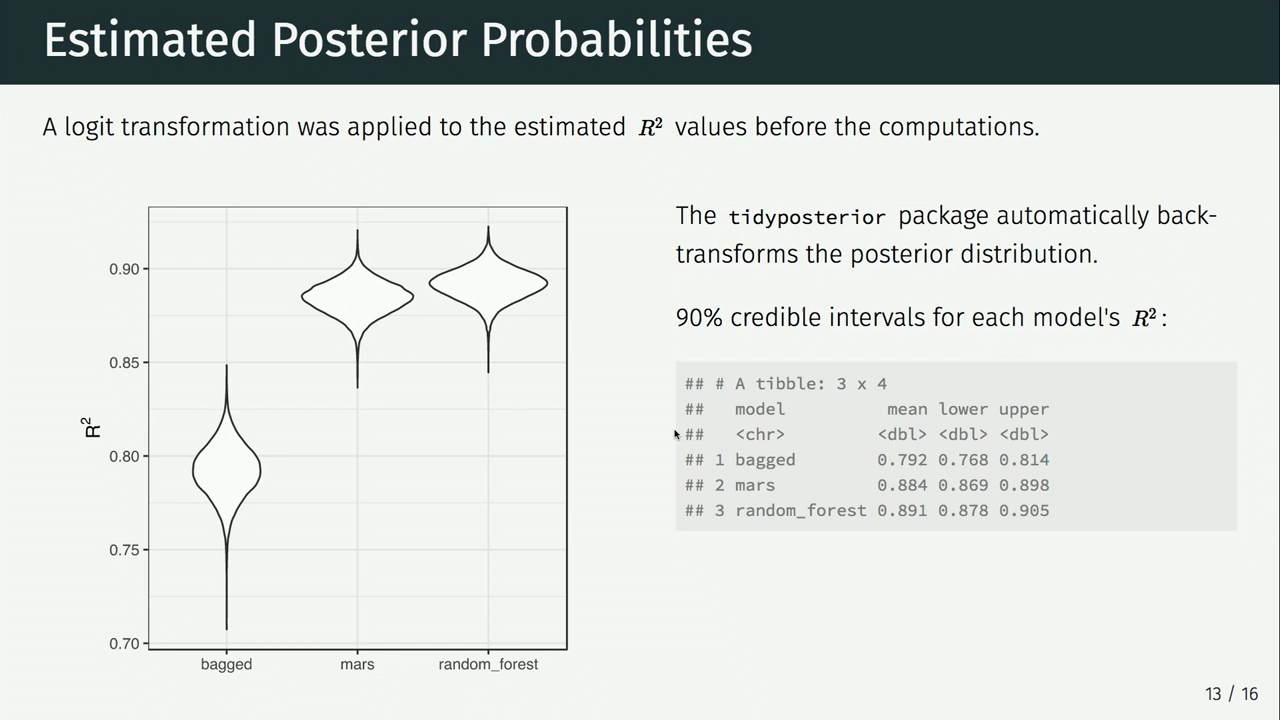 Estimated Posterior Probabilities
A logit transformation was applied to the estimated R² values before the computations.
0.90
0.85
0.80
0.75
0.70
R²
bagged mars random_forest
The tidyposterior package automatically back-
transforms the posterior distribution.
90% credible intervals for each model's R²:
## # A tibble: 3 x 4
##   model          mean lower upper
##   <chr>         <dbl> <dbl> <dbl>
## 1 bagged        0.792 0.768 0.814
## 2 mars          0.884 0.869 0.898
## 3 random_forest 0.891 0.878 0.905
13 / 16